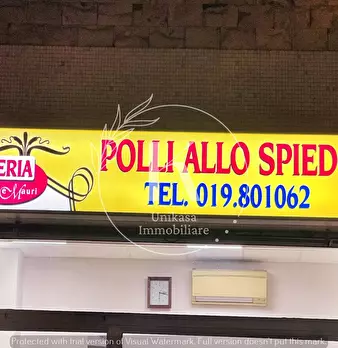 POLLI ALLO SPIED
ERIA
e Mauri
TEL. 019.801062
Unikasa
Immobiliare
Protected with trial version of Visual Watermark. Full version doesn't put this mark.